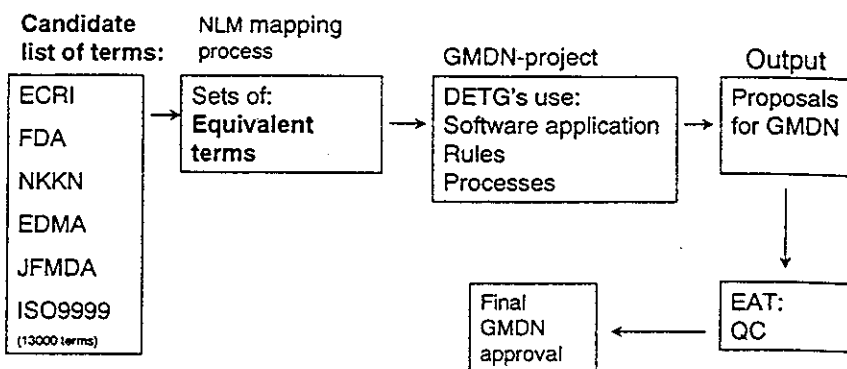 Candidate
list of terms:
ECRI
FDA
NKKN
EDMA
JFMDA
ISO9999
(13000 terms)
NLM mapping
process
Sets of:
Equivalent
terms
GMDN-project
DETG's use:
Software application
Rules
Processes
Output
Proposals
for GMDN
EAT:
QC
Final
GMDN
approval